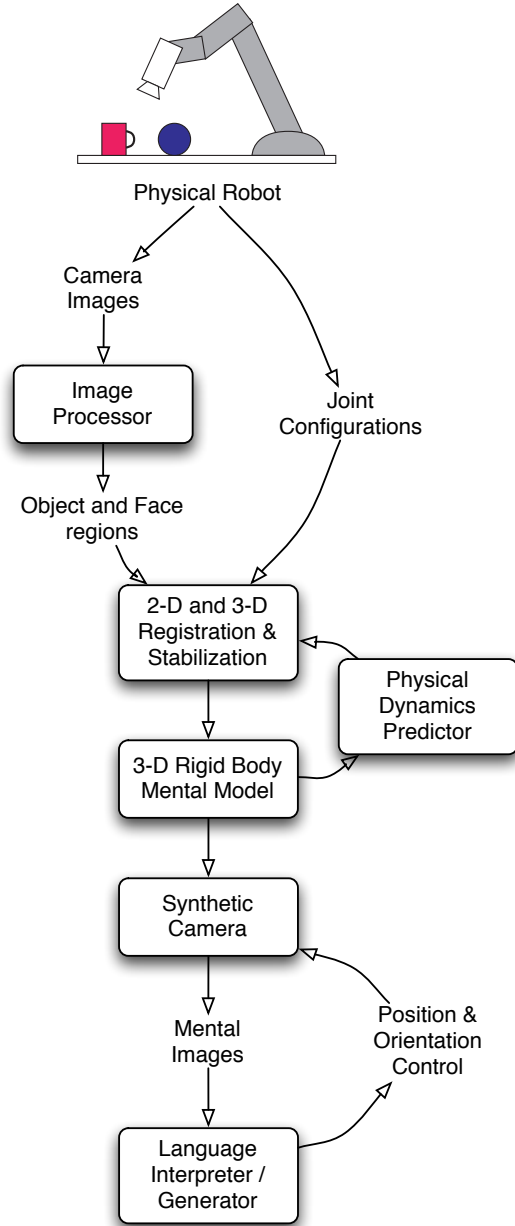 Physical Robot
Camera
Images
Image
Processor
Joint
Configurations
Object and Face
regions
2-D and 3-D
Registration &
Stabilization
Physical
Dynamics
Predictor
3-D Rigid Body
Mental Model
Synthetic
Camera
Mental
Images
Position &
Orientation
Control
Language
Interpreter /
Generator